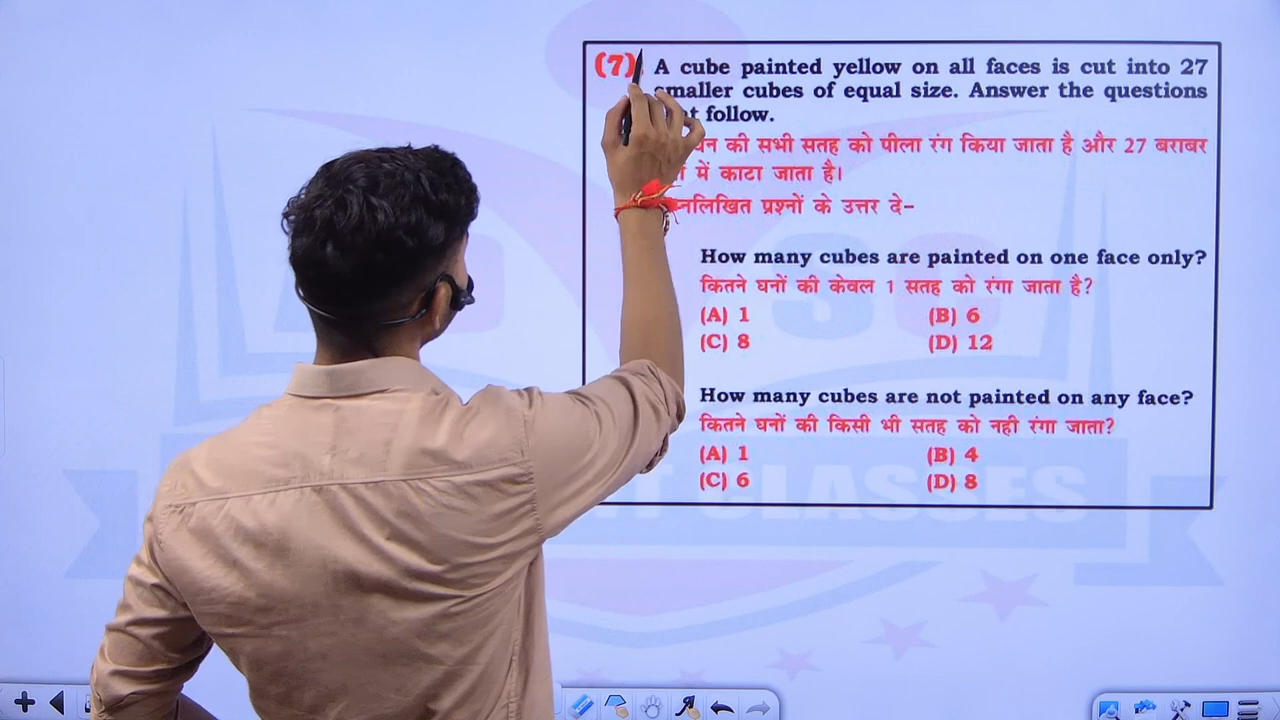 (7) A cube painted yellow on all faces is cut into 27
smaller cubes of equal size. Answer the questions
follow.
की सभी सतह को पीला रंग किया जाता है और 27 बराबर
में काटा जाता है।
प्रश्नों के उत्तर दे-
How many cubes are painted on one face only?
कितने घनों की केवल 1 सतह को रंगा जाता है?
(A) 1 (B) 6
(C) 8 (D) 12
How many cubes are not painted on any face?
कितने घनों की किसी भी सतह को नही रंगा जाता?
(A) 1 (B) 4
(C) 6 (D) 8
CLASSES